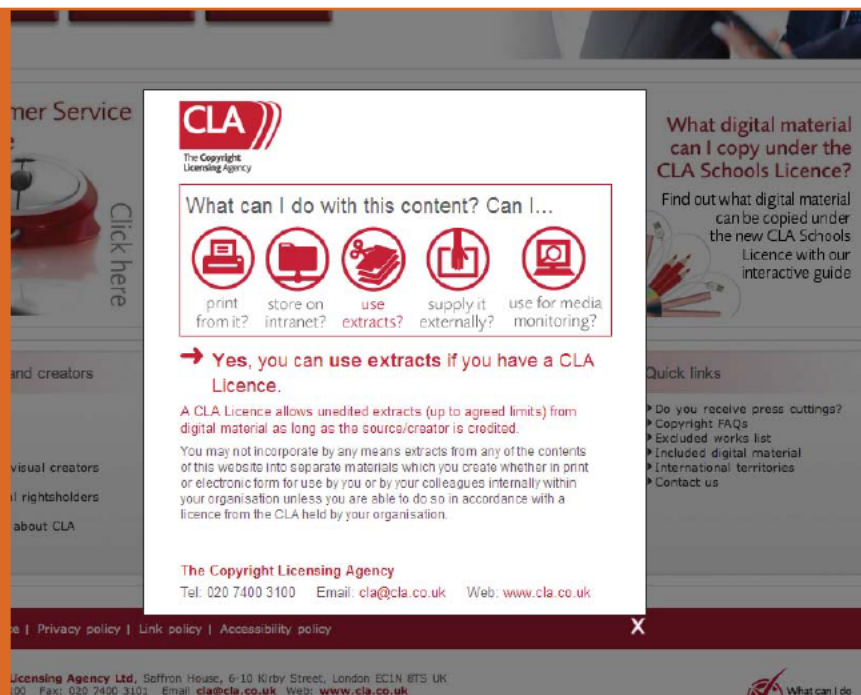 mer Service
Click here
CLA
The Copyright
Licensing Agency
What can I do with this content? Can I...
print
from it?
store on
intranet?
use
extracts?
supply it
externally?
use for media
monitoring?
Yes, you can use extracts if you have a CLA
Licence.
A CLA Licence allows unedited extracts (up to agreed limits) from
digital material as long as the source/creator is credited.
You may not incorporate by any means extracts from any of the contents
of this website into separate materials which you create whether in print
or electronic form for use by you or by your colleagues internally within
your organisation unless you are able to do so in accordance with a
licence from the CLA held by your organisation.
The Copyright Licensing Agency
Tel: 020 7400 3100 Email: cla@cla.co.uk Web: www.cla.co.uk
X
What digital material
can I copy under the
CLA Schools Licence?
Find out what digital material
can be copied under
the new CLA Schools
Licence with our
interactive guide
and creators
visual creators
l rightsholders
about CLA
Quick links
Do you receive press cuttings?
Copyright FAQs
Excluded works list
Included digital material
International territories
Contact us
e | Privacy policy | Link policy | Accessibility policy
Licensing Agency Ltd, Saffron House, 6-10 Kirby Street, London EC1N 8TS UK
00 Fax: 020 7400 3101 Email cla@cla.co.uk Web: www.cla.co.uk
What can I do